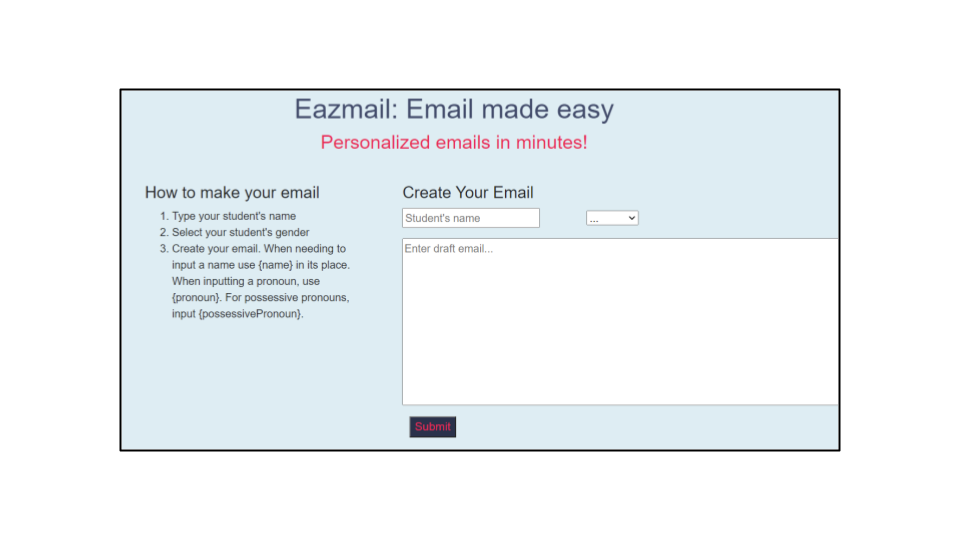 Eazmail: Email made easy
Personalized emails in minutes!
How to make your email
1. Type your student's name
2. Select your student's gender
3. Create your email. When needing to
input a name use {name} in its place.
When inputting a pronoun, use
{pronoun}. For possessive pronouns,
input {possessivePronoun}.
Create Your Email
Student's name
...
Enter draft email...
Submit